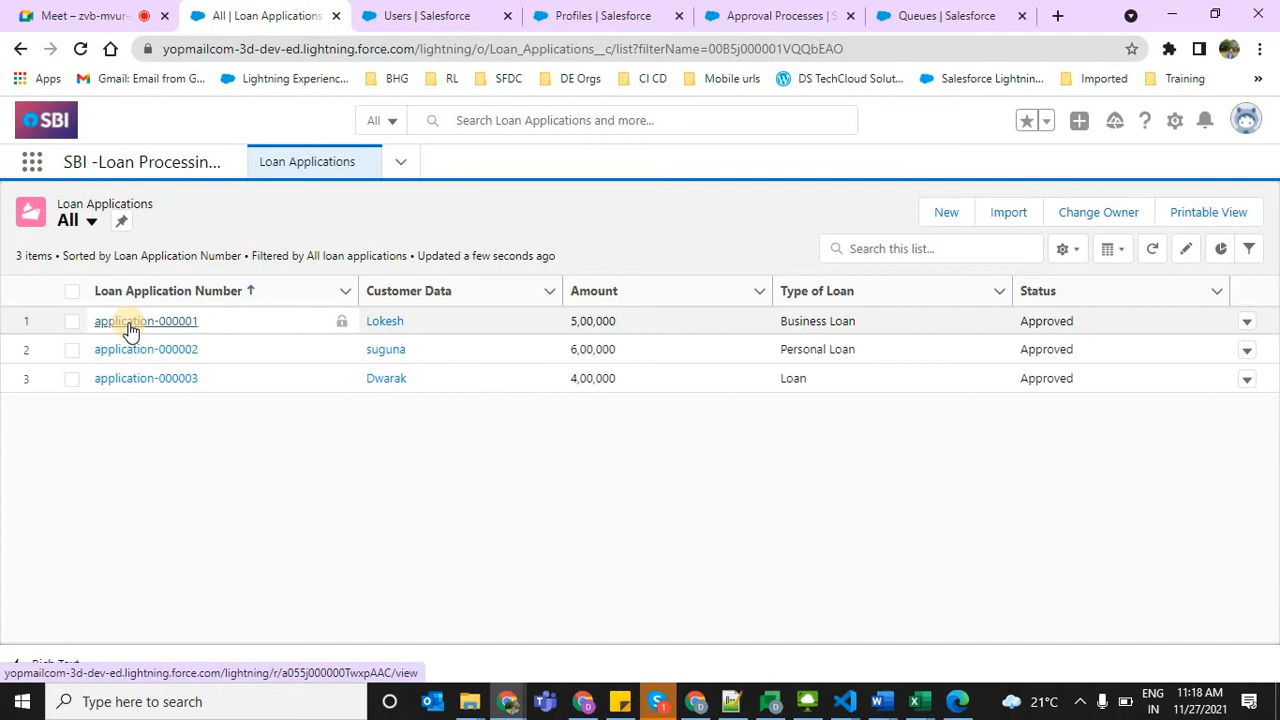 Meet – zvb-mvur-
All | Loan Applications
Users | Salesforce
Profiles | Salesforce
Approval Processes | S
Queues | Salesforce
yopmailcom-3d-dev-ed.lightning.force.com/lightning/o/Loan_Applications__c/list?filterName=00B5j000001VQQbEAO
Apps
Gmail: Email from G...
Lightning Experienc...
BHG
RL
SFDC
DE Orgs
CI CD
Mobile urls
DS TechCloud Solut...
Salesforce Lightnin...
Imported
Training
»
SBI
All
Search Loan Applications and more...
SBI -Loan Processin...
Loan Applications
Loan Applications
All
New
Import
Change Owner
Printable View
3 items • Sorted by Loan Application Number • Filtered by All loan applications • Updated a few seconds ago
Search this list...
Loan Application Number
Customer Data
Amount
Type of Loan
Status
1 application-000001 Lokesh 5,00,000 Business Loan Approved
2 application-000002 suguna 6,00,000 Personal Loan Approved
3 application-000003 Dwarak 4,00,000 Loan Approved
Rich Text
yopmailcom-3d-dev-ed.lightning.force.com/lightning/r/a055j000000TwxpAAC/view
Type here to search
21°C
ENG
IN
11:18 AM
11/27/2021